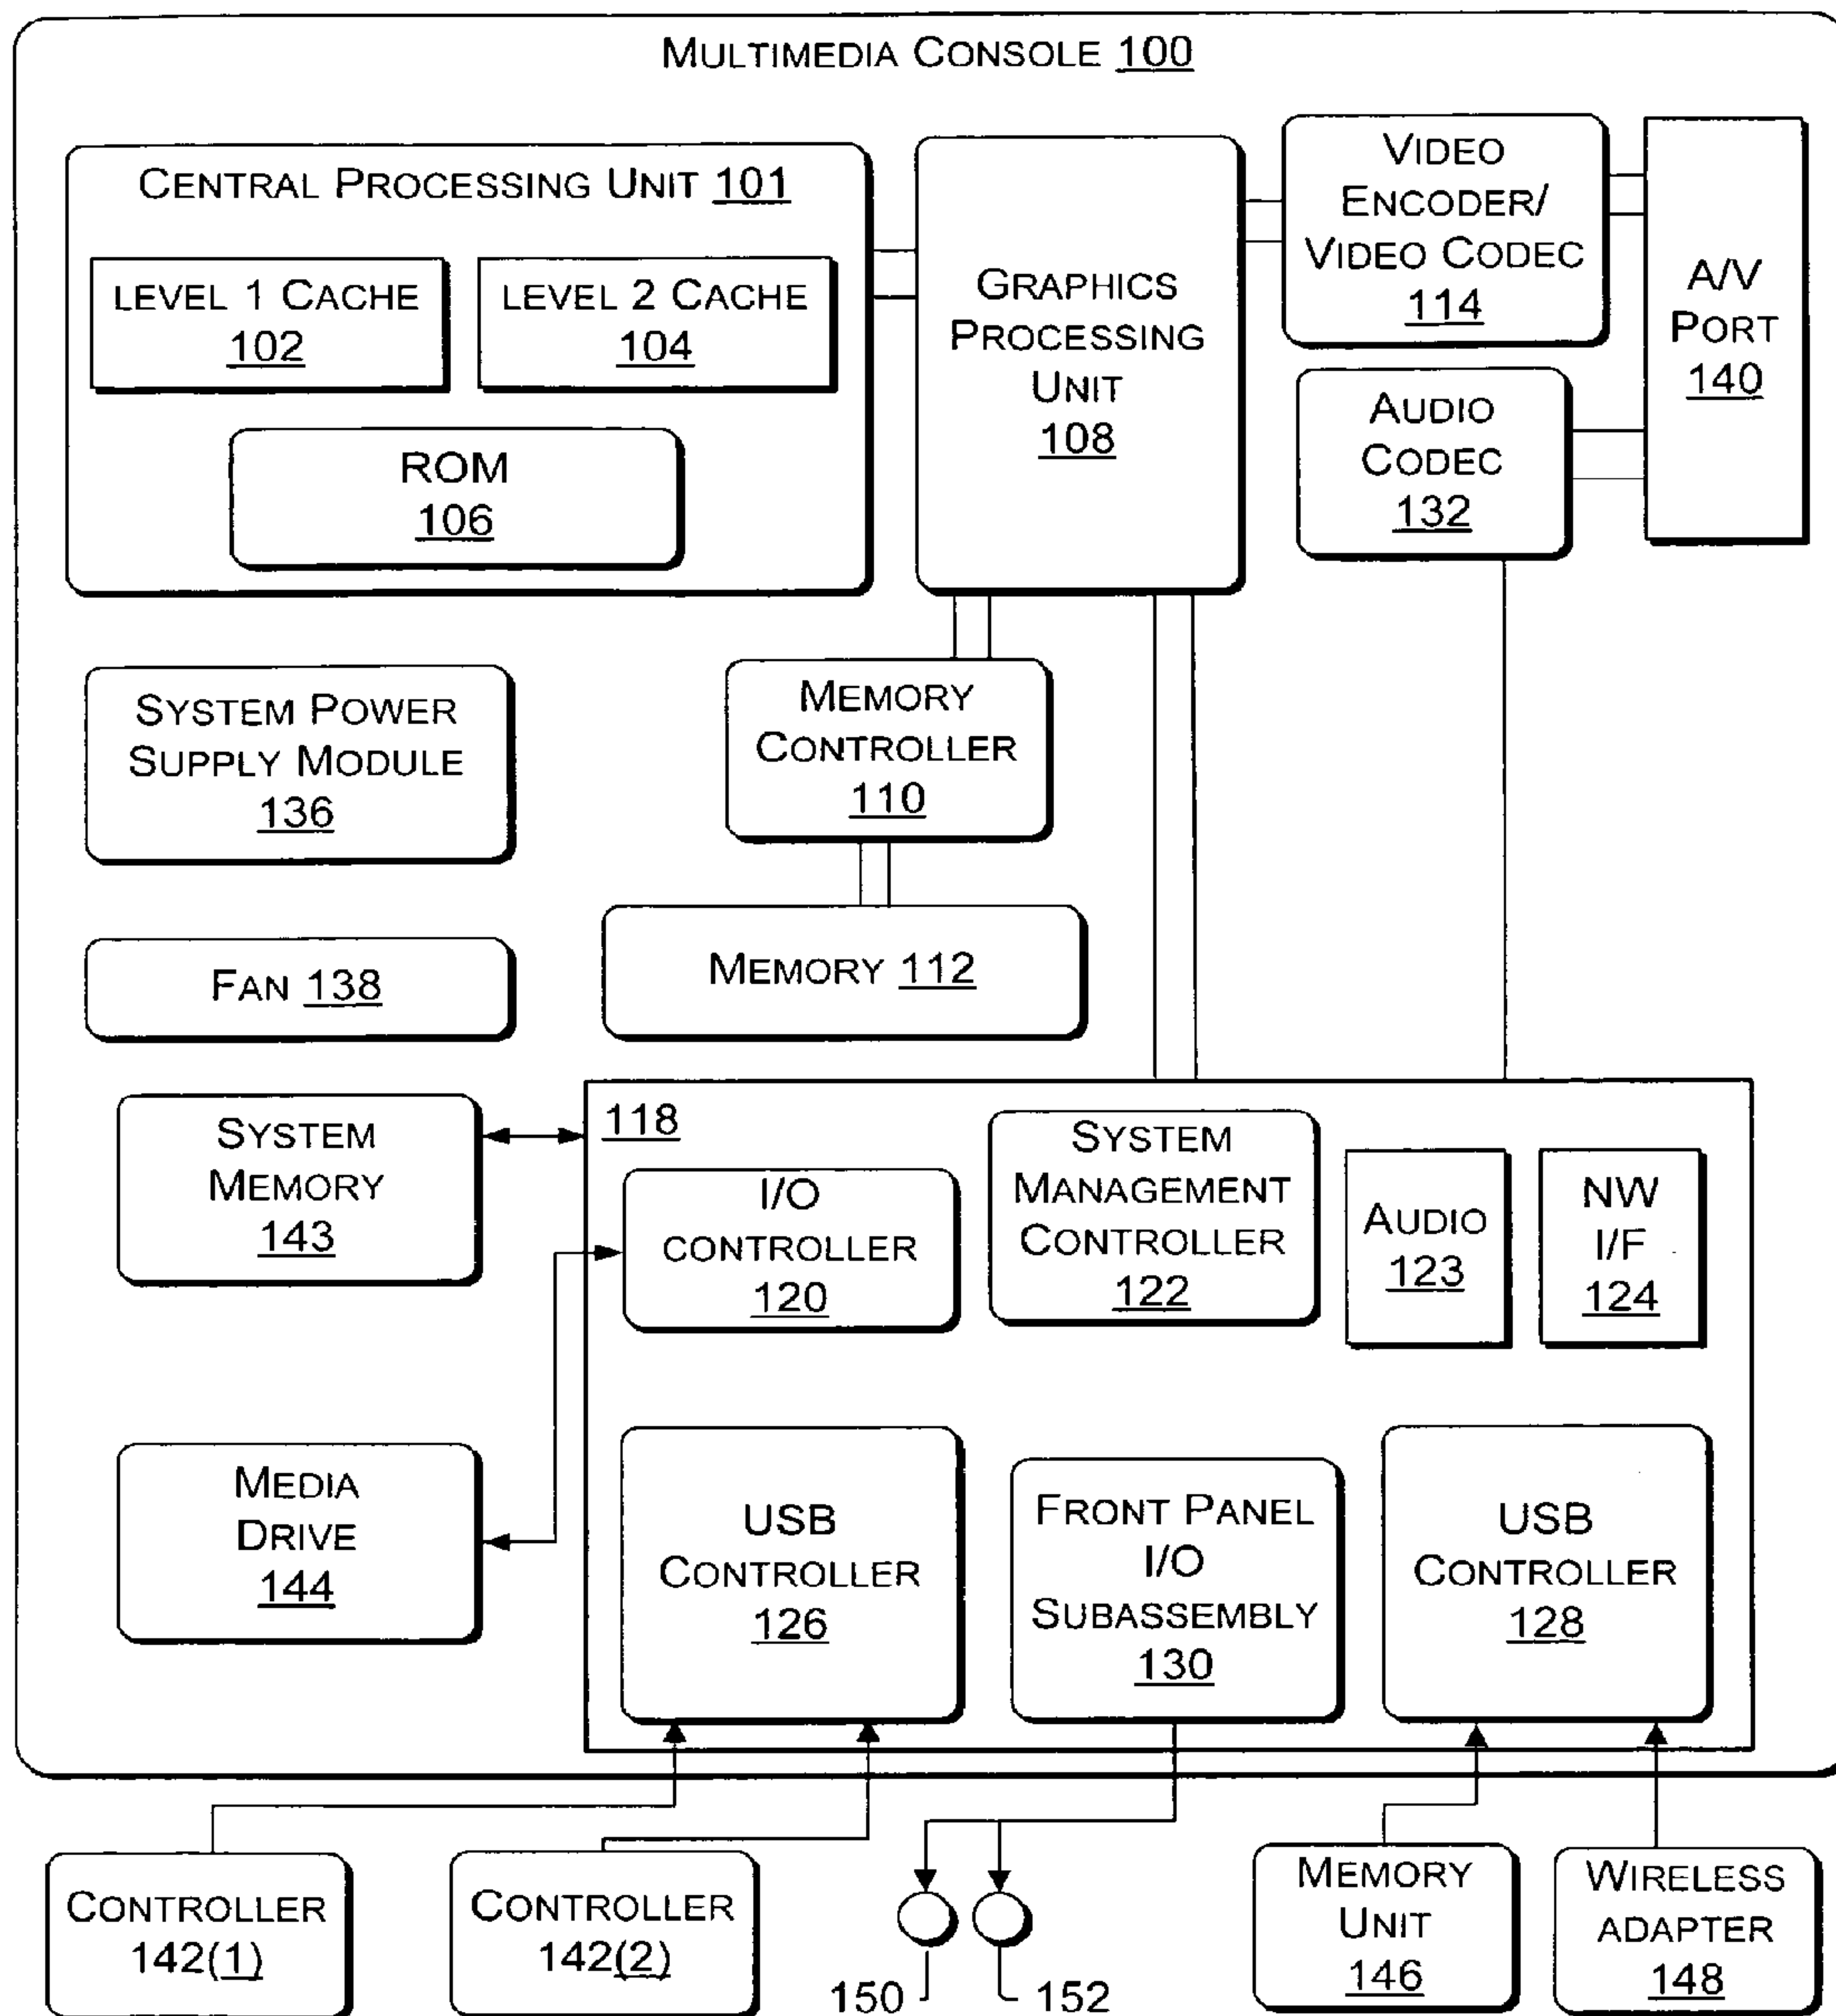 MULTIMEDIA CONSOLE 100
CENTRAL PROCESSING UNIT 101
LEVEL 1 CACHE
102
LEVEL 2 CACHE
104
ROM
106
GRAPHICS
PROCESSING
UNIT
108
VIDEO
ENCODER/
VIDEO CODEC
114
A/V
PORT
140
AUDIO
CODEC
132
SYSTEM POWER
SUPPLY MODULE
136
MEMORY
CONTROLLER
110
FAN 138
MEMORY 112
SYSTEM
MEMORY
143
118
I/O
CONTROLLER
120
SYSTEM
MANAGEMENT
CONTROLLER
122
AUDIO
123
NW
I/F
124
MEDIA
DRIVE
144
USB
CONTROLLER
126
FRONT PANEL
I/O
SUBASSEMBLY
130
USB
CONTROLLER
128
CONTROLLER
142(1)
CONTROLLER
142(2)
150
152
MEMORY
UNIT
146
WIRELESS
ADAPTER
148